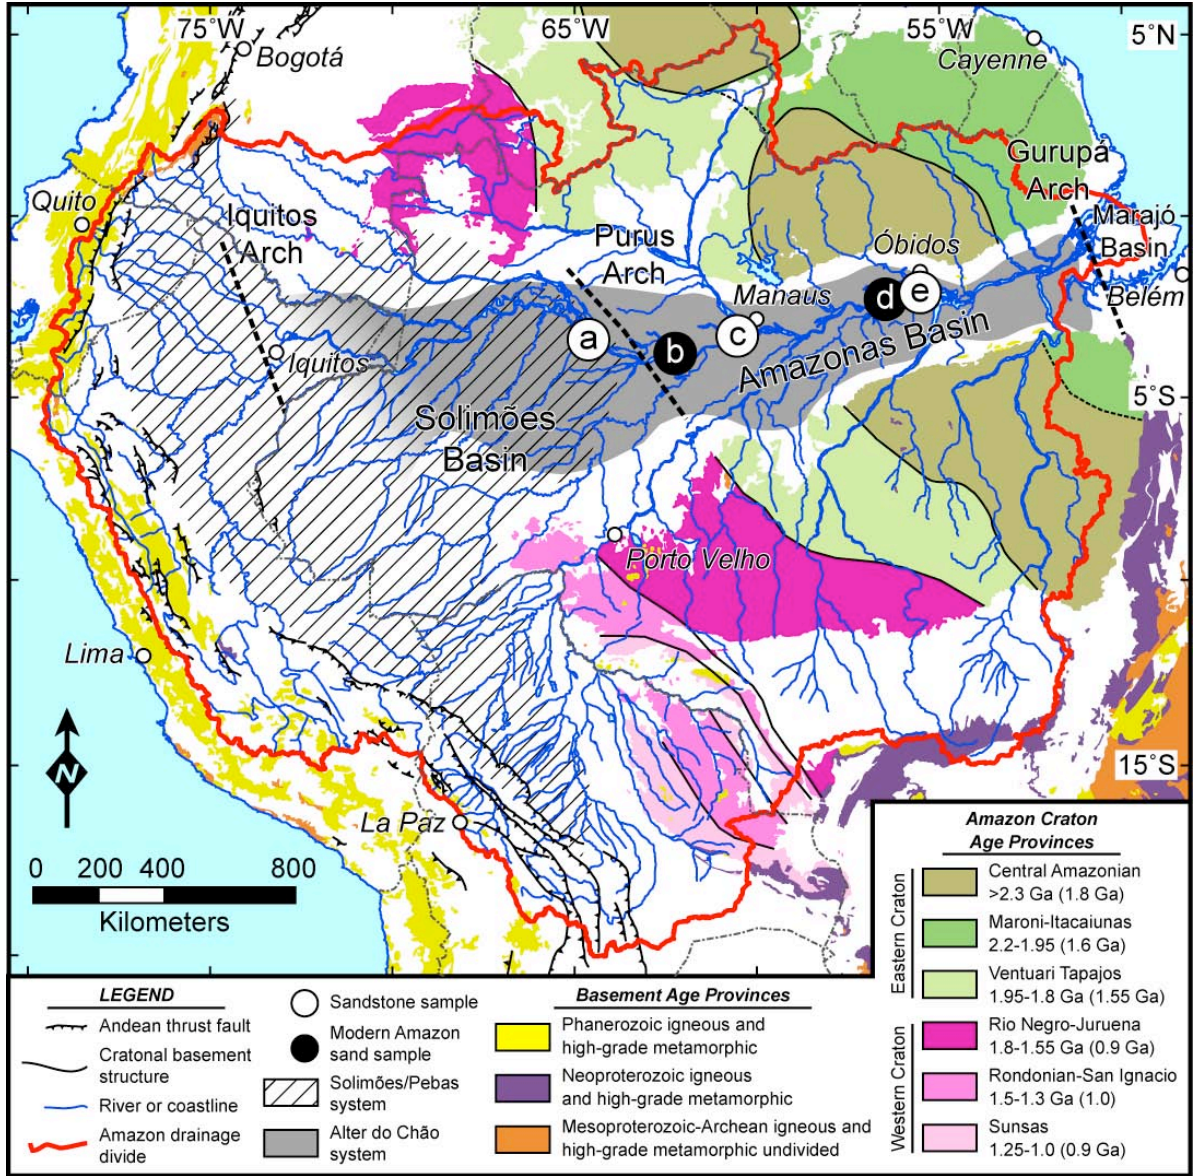 75°W
65°W
55°W
5°N
Bogotá
Cayenne
Gurupá
Arch
Quito
Iquitos
Arch
Purus
Arch
Óbidos
Marajó
Basin
Manaus
Belém
a
b
c
d
e
Iquitos
Amazonas Basin
5°S
Solimões
Basin
Porto Velho
Lima
N
15°S
La Paz
0 200 400 800
Kilometers
Amazon Craton
Age Provinces
Eastern Craton
Central Amazonian
>2.3 Ga (1.8 Ga)
Maroni-Itacaiunas
2.2-1.95 (1.6 Ga)
Ventuari Tapajos
1.95-1.8 Ga (1.55 Ga)
Western Craton
Rio Negro-Juruena
1.8-1.55 Ga (0.9 Ga)
Rondonian-San Ignacio
1.5-1.3 Ga (1.0)
Sunsas
1.25-1.0 (0.9 Ga)
LEGEND
Andean thrust fault
Cratonal basement
structure
River or coastline
Amazon drainage
divide
Sandstone sample
Modern Amazon
sand sample
Solimões/Pebas
system
Alter do Chão
system
Basement Age Provinces
Phanerozoic igneous and
high-grade metamorphic
Neoproterozoic igneous
and high-grade metamorphic
Mesoproterozoic-Archean igneous and
high-grade metamorphic undivided